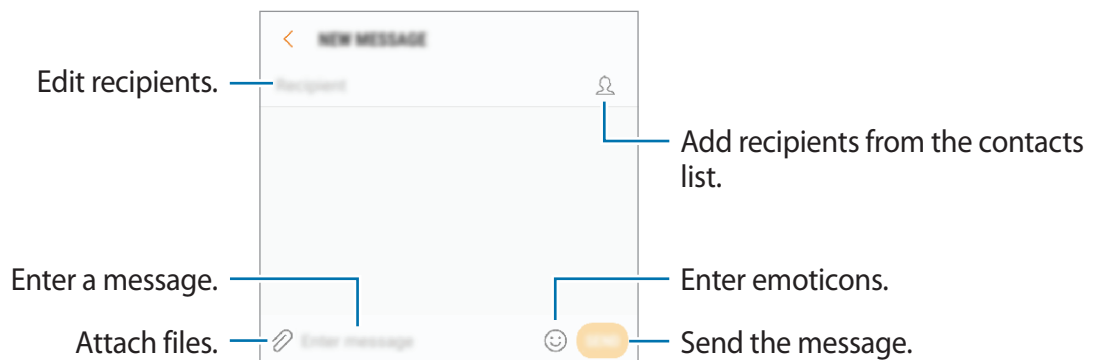 NEW MESSAGE
Edit recipients.
Recipient
Add recipients from the contacts
list.
Enter a message.
Enter emoticons.
Attach files.
Enter message
SEND
Send the message.